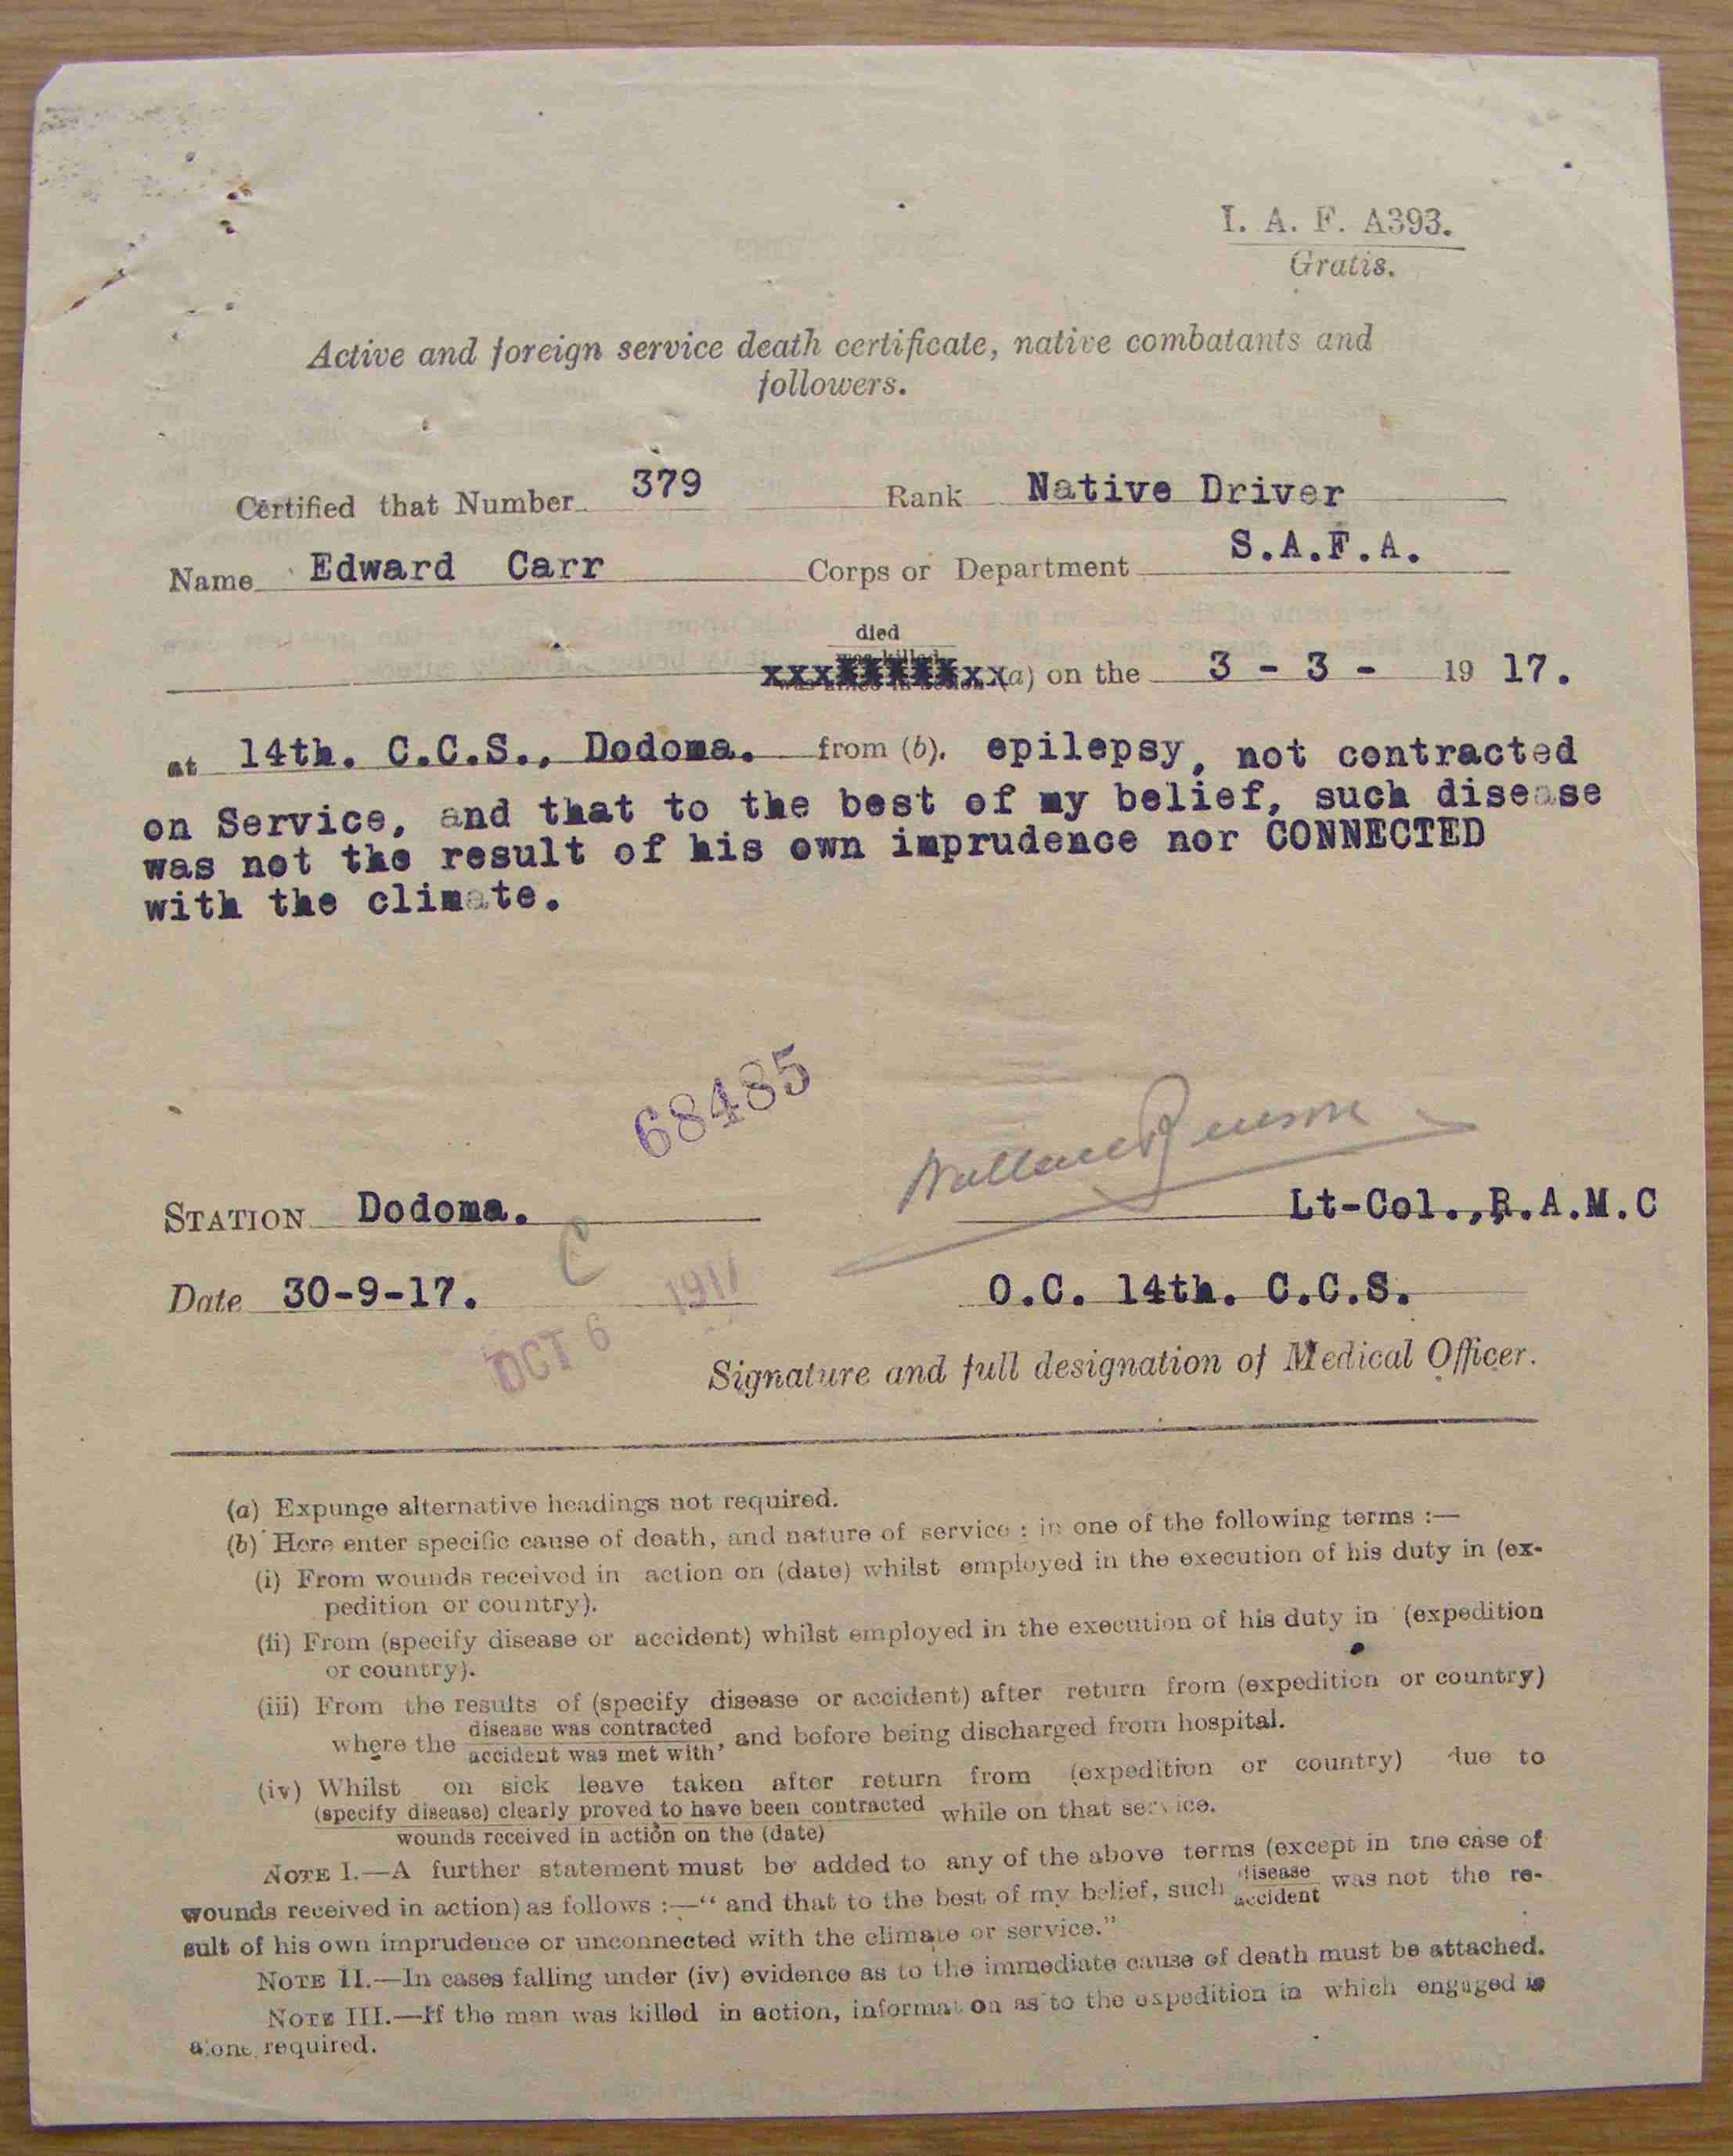 I. A. F. A393.
Gratis.
Active and foreign service death certificate, native combatants and
followers.
Certified that Number 379 Rank Native Driver
Name Edward Carr Corps or Department S.A.F.A.
died
was killed
xxxxxxxxxx(a) on the 3 - 3 - 19 17.
at 14th. C.C.S., Dodoma. from (b). epilepsy, not contracted
on Service, and that to the best of my belief, such disease
was not the result of his own imprudence nor CONNECTED
with the climate.
68485
STATION Dodoma. Lt-Col.,R.A.M.C
C
Date 30-9-17. O.C. 14th. C.C.S.
OCT 6 1917
Signature and full designation of Medical Officer.
(a) Expunge alternative headings not required.
(b) Here enter specific cause of death, and nature of service : in one of the following terms :—
(i) From wounds received in action on (date) whilst employed in the execution of his duty in (ex-
pedition or country).
(ii) From (specify disease or accident) whilst employed in the execution of his duty in (expedition
or country).
(iii) From the results of (specify disease or accident) after return from (expedition or country)
where the disease was contracted
accident was met with, and before being discharged from hospital.
(iv) Whilst on sick leave taken after return from (expedition or country) due to
(specify disease) clearly proved to have been contracted while on that service.
wounds received in action on the (date)
NOTE I.—A further statement must be added to any of the above terms (except in the case of
wounds received in action) as follows :—“ and that to the best of my belief, such disease
accident was not the re-
sult of his own imprudence or unconnected with the climate or service.”
NOTE II.—In cases falling under (iv) evidence as to the immediate cause of death must be attached.
NOTE III.—If the man was killed in action, information as to the expedition in which engaged is
alone required.